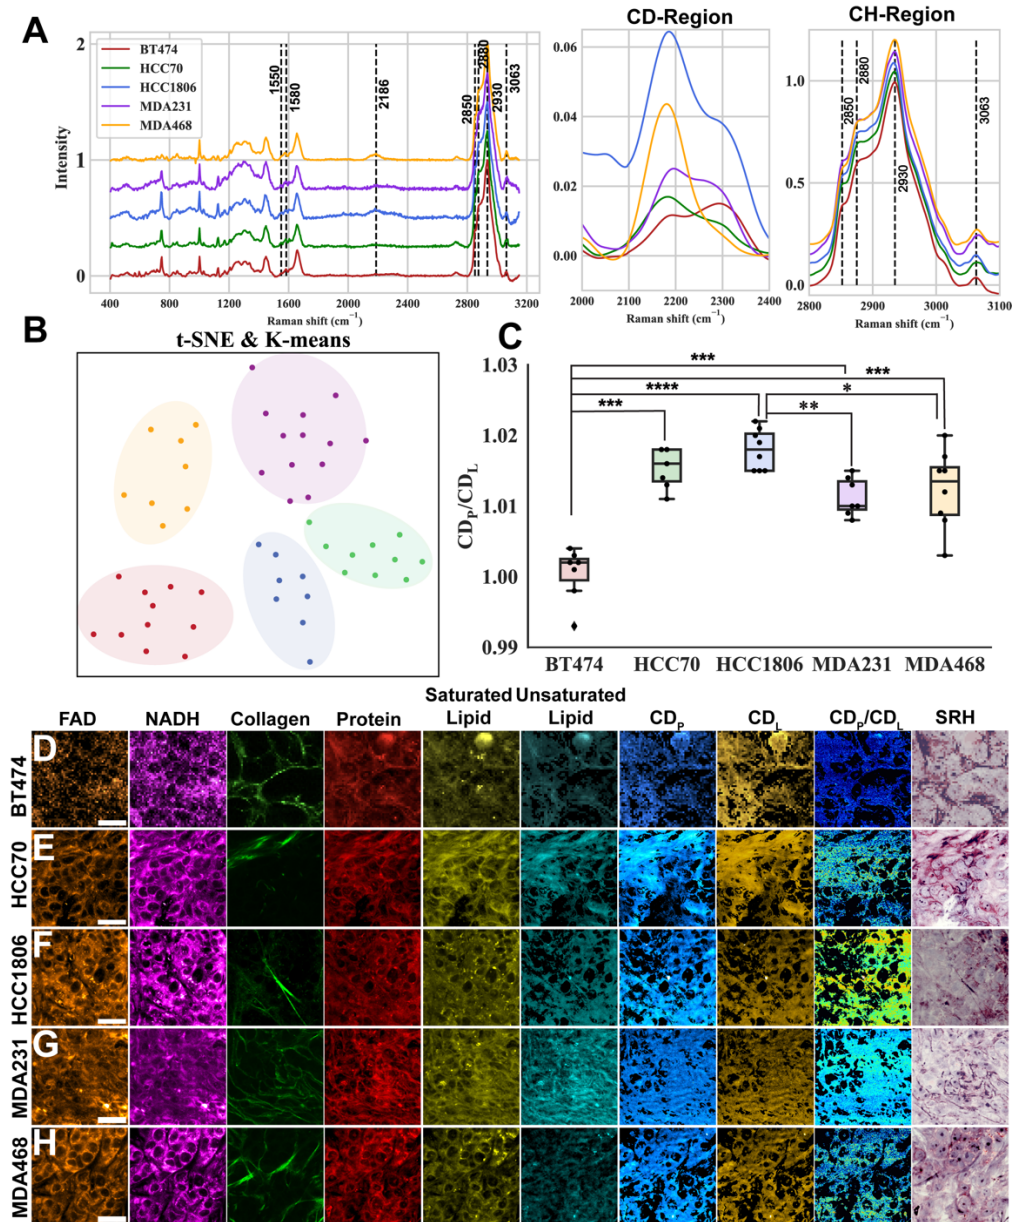 A
CD-Region
CH-Region
2
1
0
Intensity
BT474
HCC70
HCC1806
MDA231
MDA468
1550
1580
2186
2850
2880
2930
3063
400 800 1200 1600 2000 2400 2800 3200
Raman shift (cm⁻¹)
0.06
0.04
0.02
0.00
2000 2100 2200 2300 2400
Raman shift (cm⁻¹)
1.0
0.5
0.0
2850
2880
2930
3063
2800 2900 3000 3100
Raman shift (cm⁻¹)
B
t-SNE & K-means
C
1.03
1.02
1.01
1.00
0.99
CD_P/CD_L
***
***
****
*
***
**
BT474 HCC70 HCC1806 MDA231 MDA468
Saturated Unsaturated
FAD NADH Collagen Protein Lipid Lipid CD_P CD_L CD_P/CD_L SRH
D
BT474
E
HCC70
F
HCC1806
G
MDA231
H
MDA468